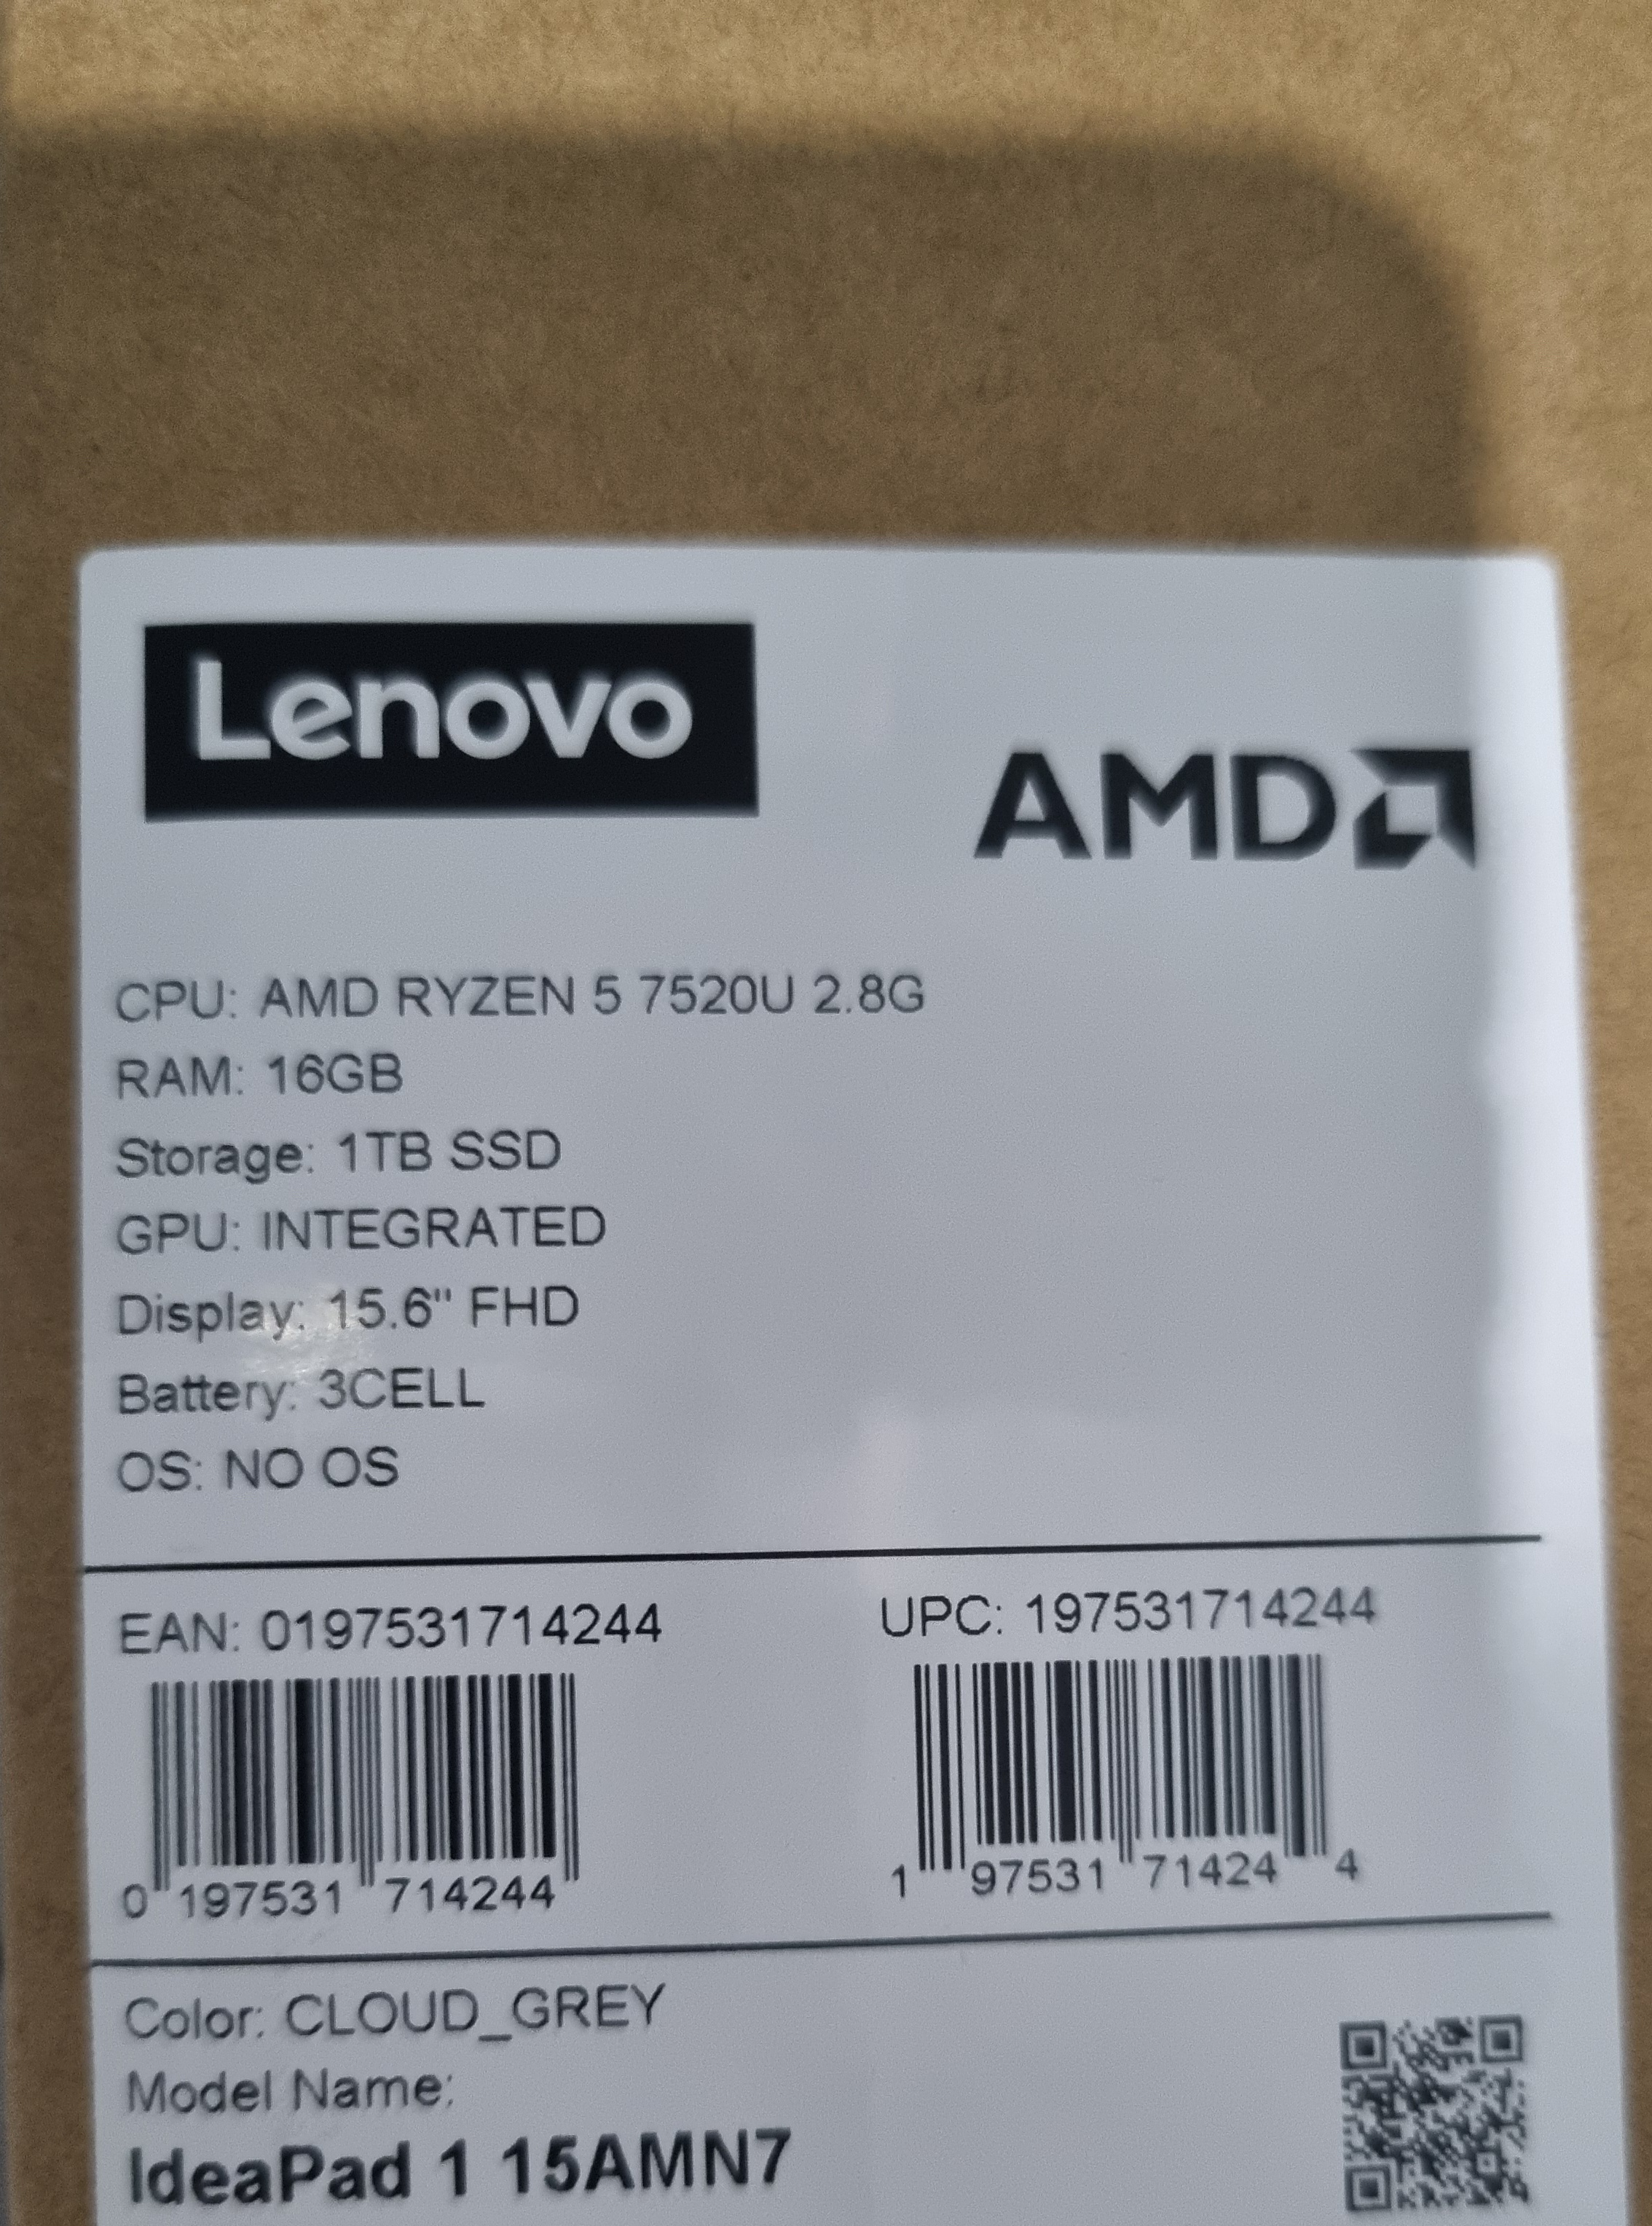 Lenovo
AMD
CPU: AMD RYZEN 5 7520U 2.8G
RAM: 16GB
Storage: 1TB SSD
GPU: INTEGRATED
Display: 15.6" FHD
Battery: 3CELL
OS: NO OS
EAN: 0197531714244
UPC: 197531714244
0 197531 714244
1 97531 71424 4
Color: CLOUD_GREY
Model Name:
IdeaPad 1 15AMN7